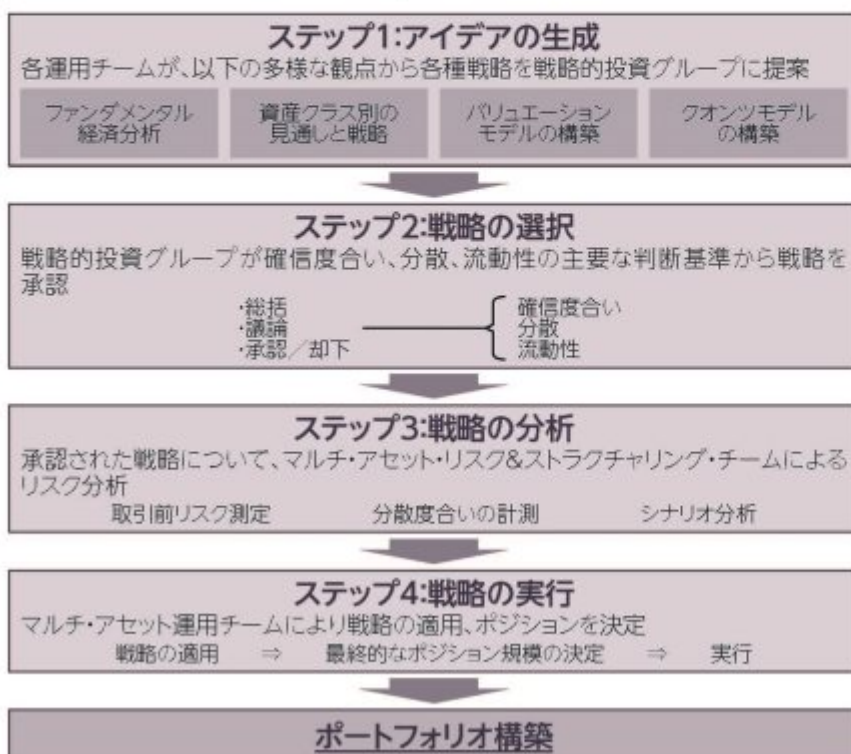 ステップ1:アイデアの生成
各運用チームが、以下の多様な観点から各種戦略を戦略的投資グループに提案
ファンダメンタル
経済分析
資産クラス別の
見通しと戦略
バリュエーション
モデルの構築
クオンツモデル
の構築
ステップ2:戦略の選択
戦略的投資グループが確信度合い、分散、流動性の主要な判断基準から戦略を
承認
・総括
・議論
・承認／却下
確信度合い
分散
流動性
ステップ3:戦略の分析
承認された戦略について、マルチ・アセット・リスク&ストラクチャリング・チームによる
リスク分析
取引前リスク測定 分散度合いの計測 シナリオ分析
ステップ4:戦略の実行
マルチ・アセット運用チームにより戦略の適用、ポジションを決定
戦略の適用 ⇒ 最終的なポジション規模の決定 ⇒ 実行
ポートフォリオ構築